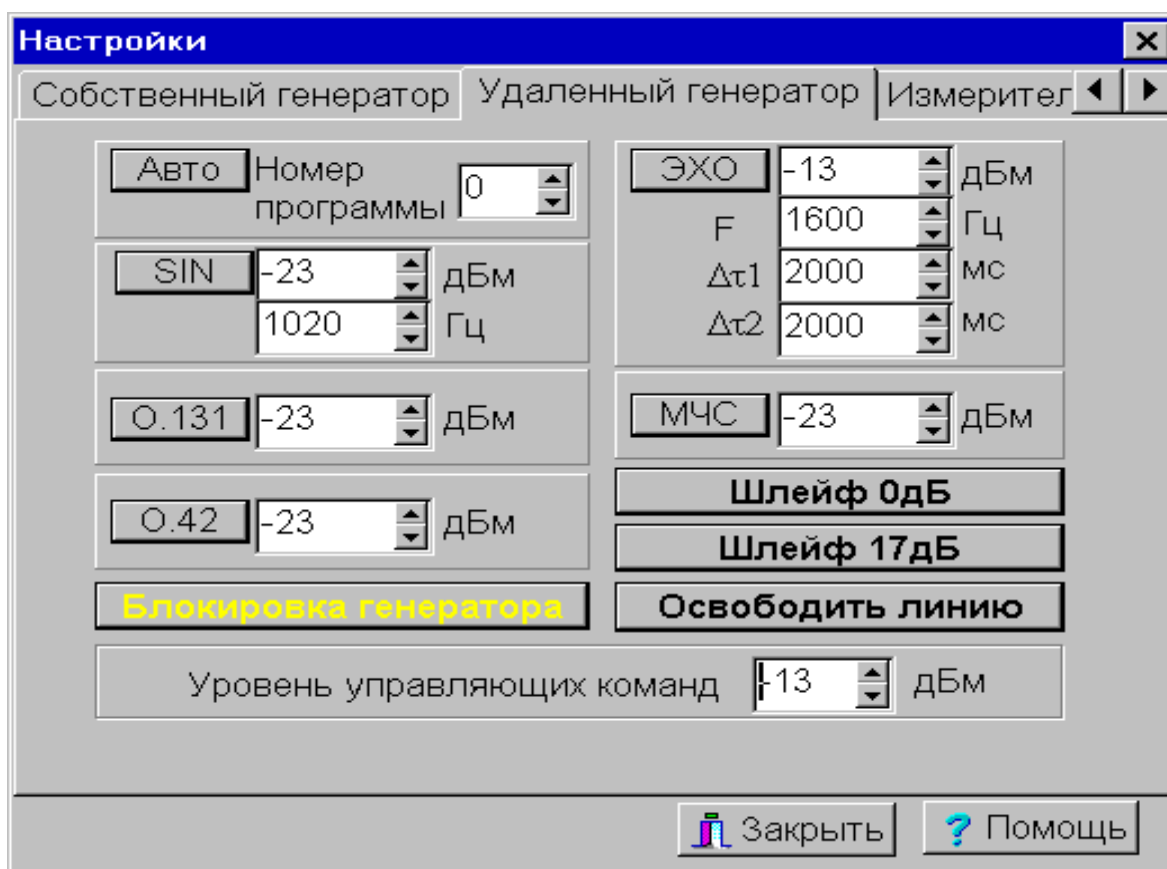 Настройки
Собственный генератор Удаленный генератор Измерител
Авто Номер программы 0
SIN -23 дБм
1020 Гц
О.131 -23 дБм
О.42 -23 дБм
Блокировка генератора
ЭХО -13 дБм
F 1600 Гц
Δτ1 2000 мс
Δτ2 2000 мс
МЧС -23 дБм
Шлейф 0дБ
Шлейф 17дБ
Освободить линию
Уровень управляющих команд -13 дБм
Закрыть ? Помощь